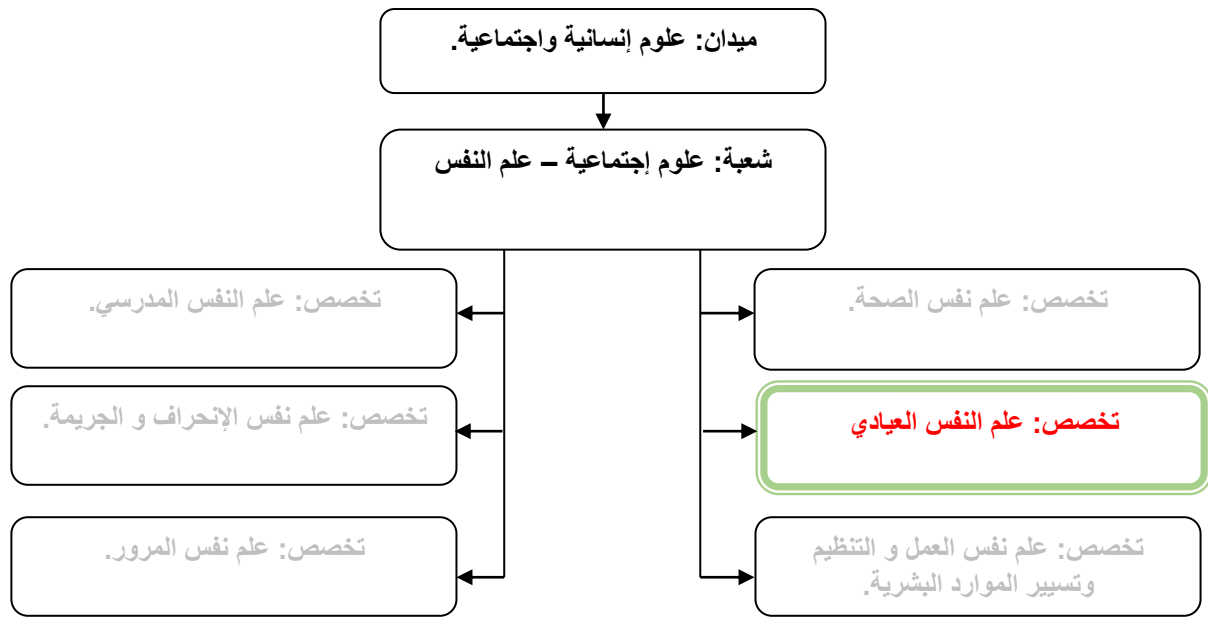 ميدان: علوم إنسانية واجتماعية.
شعبة: علوم إجتماعية – علم النفس
تخصص: علم نفس الصحة.
تخصص: علم النفس المدرسي.
تخصص: علم النفس العيادي
تخصص: علم نفس الإنحراف و الجريمة.
تخصص: علم نفس العمل و التنظيم
وتسيير الموارد البشرية.
تخصص: علم نفس المرور.